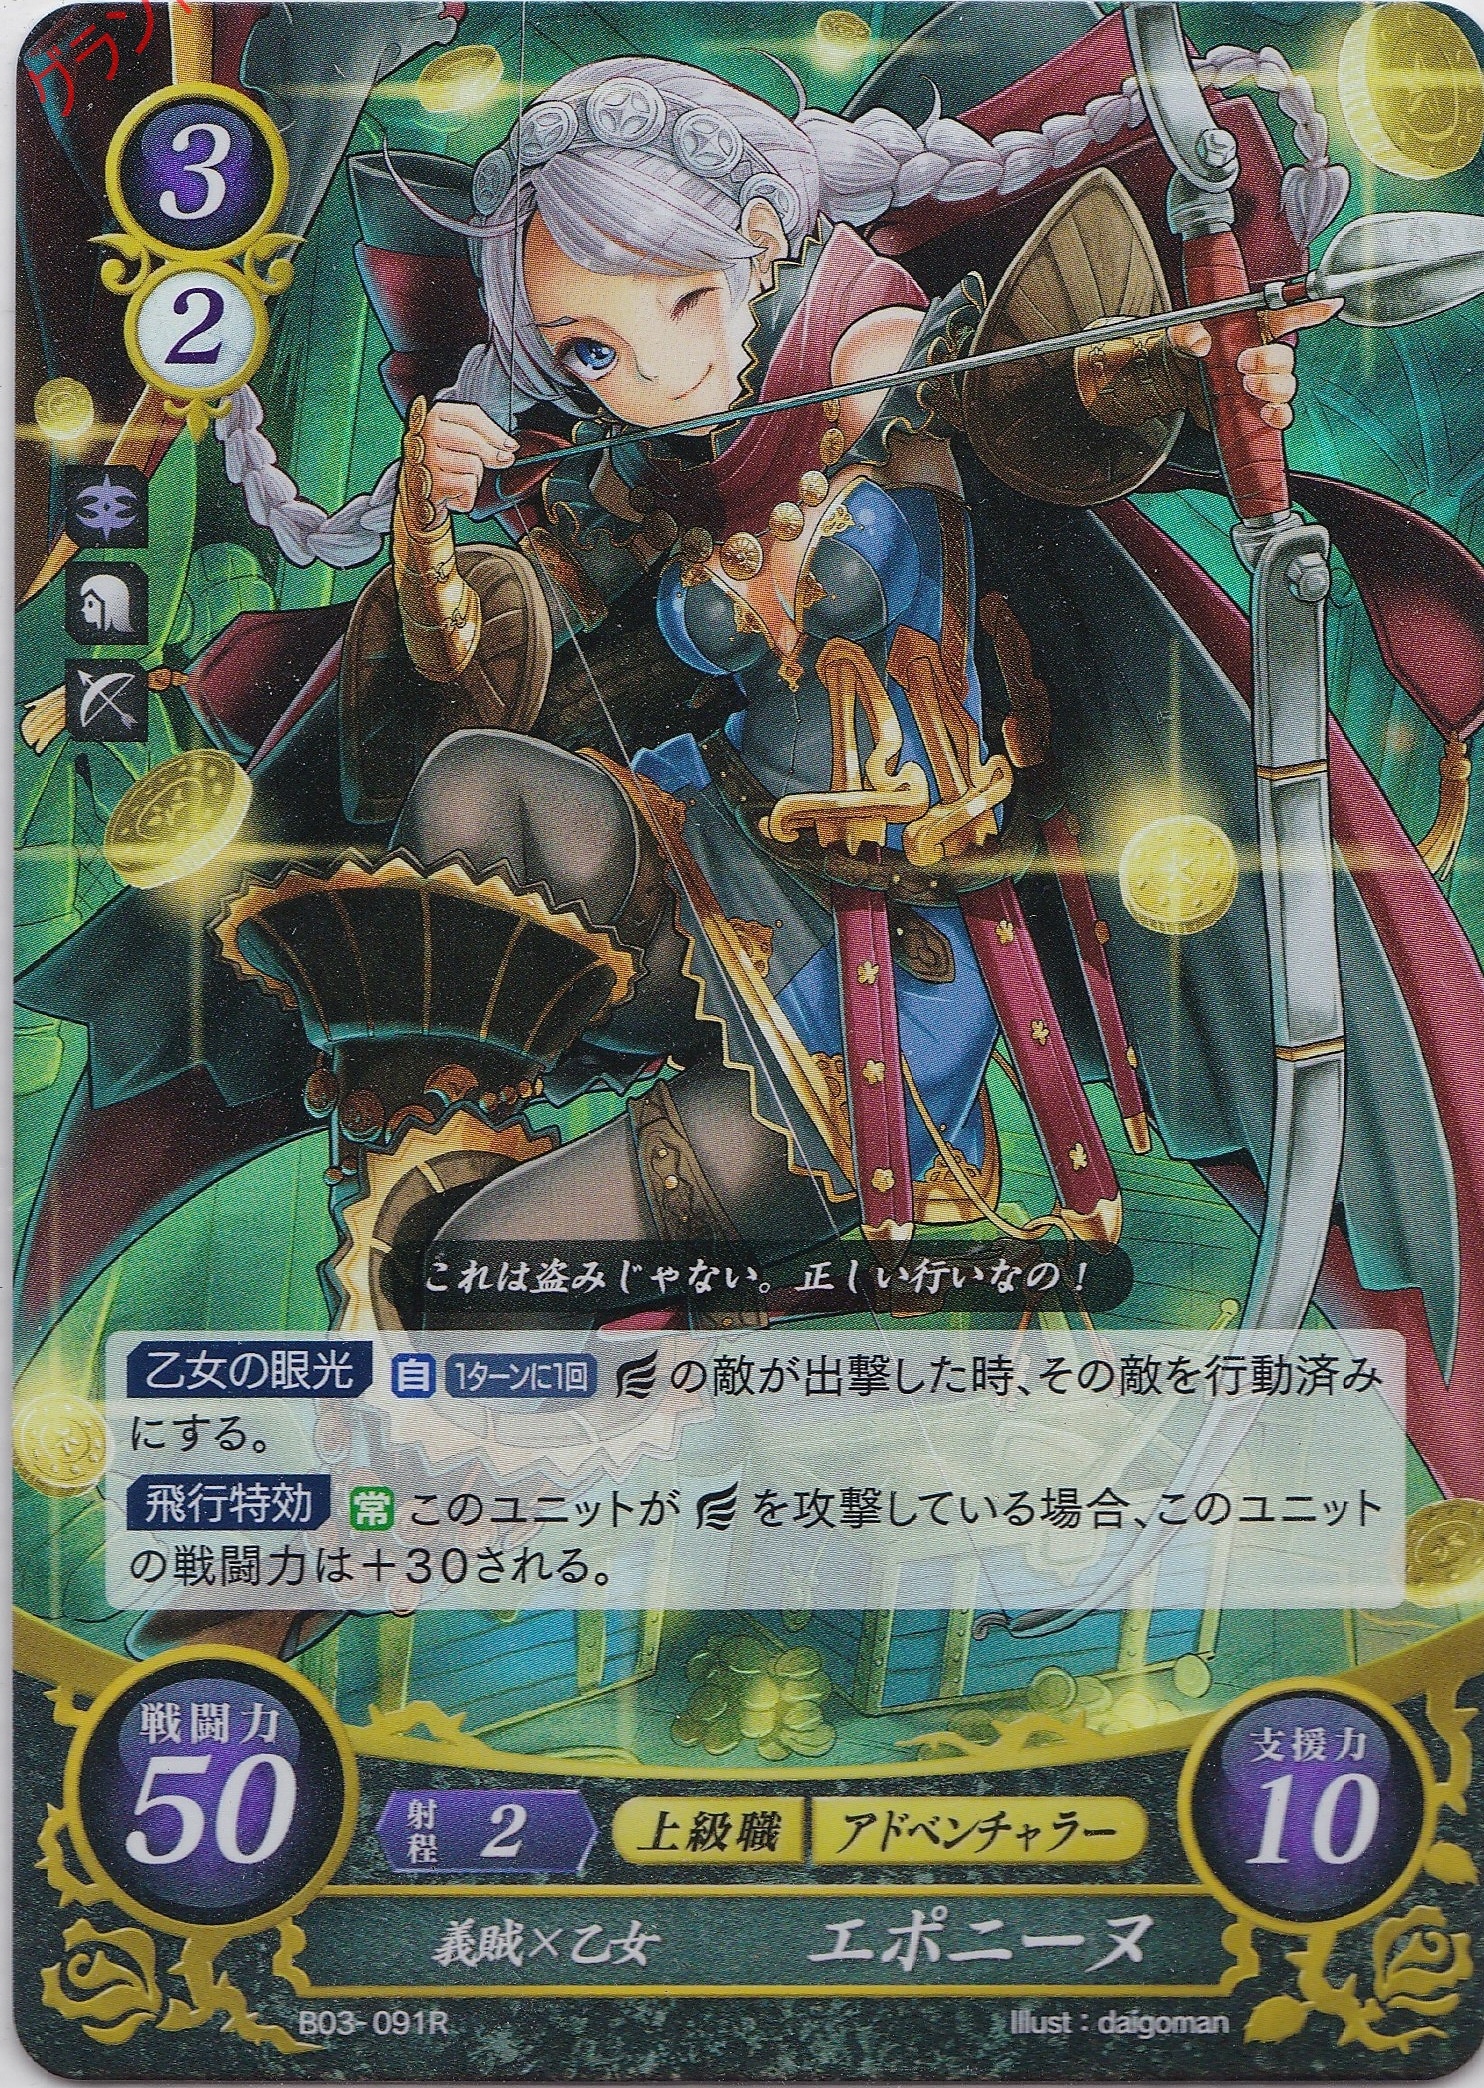 グラン
3
2
これは盗みじゃない。正しい行いなの！
乙女の眼光 自 1ターンに1回 の敵が出撃した時、その敵を行動済み
にする。
飛行特効 常 このユニットが を攻撃している場合、このユニット
の戦闘力は＋30される。
戦闘力
50
射程 2
上級職 アドベンチャラー
支援力
10
義賊×乙女 エポニーヌ
B03-091R
Illust：daigoman